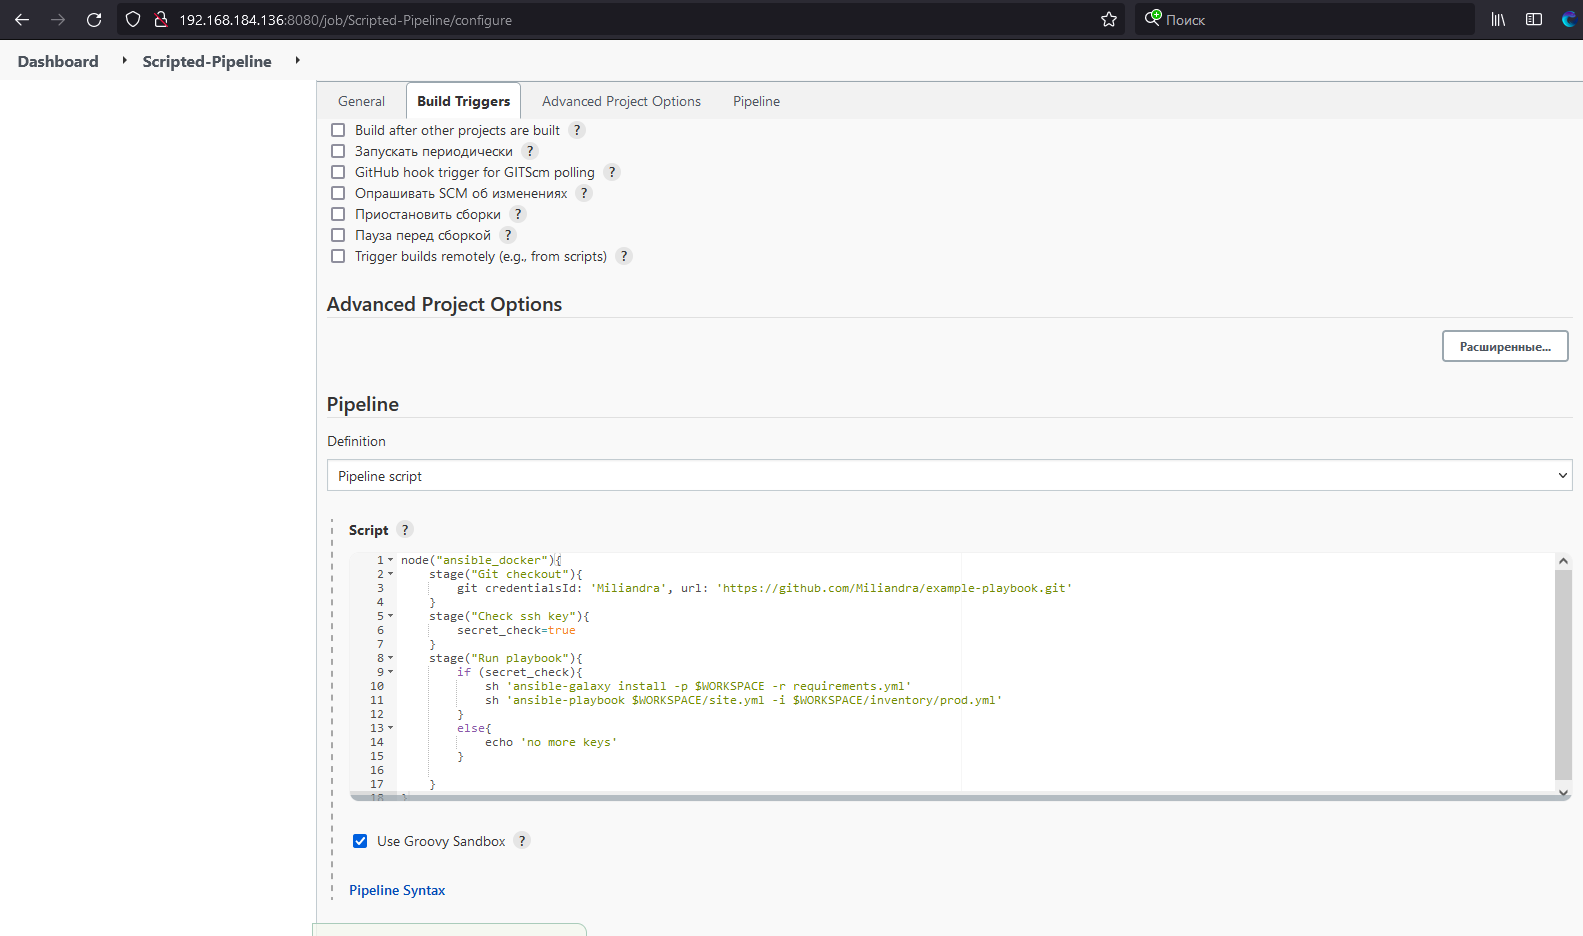 192.168.184.136:8080/job/Scripted-Pipeline/configure
Поиск
Dashboard
Scripted-Pipeline
General
Build Triggers
Advanced Project Options
Pipeline
Build after other projects are built ?
Запускать периодически ?
GitHub hook trigger for GITScm polling ?
Опрашивать SCM об изменениях ?
Приостановить сборки ?
Пауза перед сборкой ?
Trigger builds remotely (e.g., from scripts) ?
Advanced Project Options
Расширенные...
Pipeline
Definition
Pipeline script
Script ?
1 node("ansible_docker"){
2 stage("Git checkout"){
3 git credentialsId: 'Miliandra', url: 'https://github.com/Miliandra/example-playbook.git'
4 }
5 stage("Check ssh key"){
6 secret_check=true
7 }
8 stage("Run playbook"){
9 if (secret_check){
10 sh 'ansible-galaxy install -p $WORKSPACE -r requirements.yml'
11 sh 'ansible-playbook $WORKSPACE/site.yml -i $WORKSPACE/inventory/prod.yml'
12 }
13 else{
14 echo 'no more keys'
15 }
16
17 }
18 }
Use Groovy Sandbox ?
Pipeline Syntax